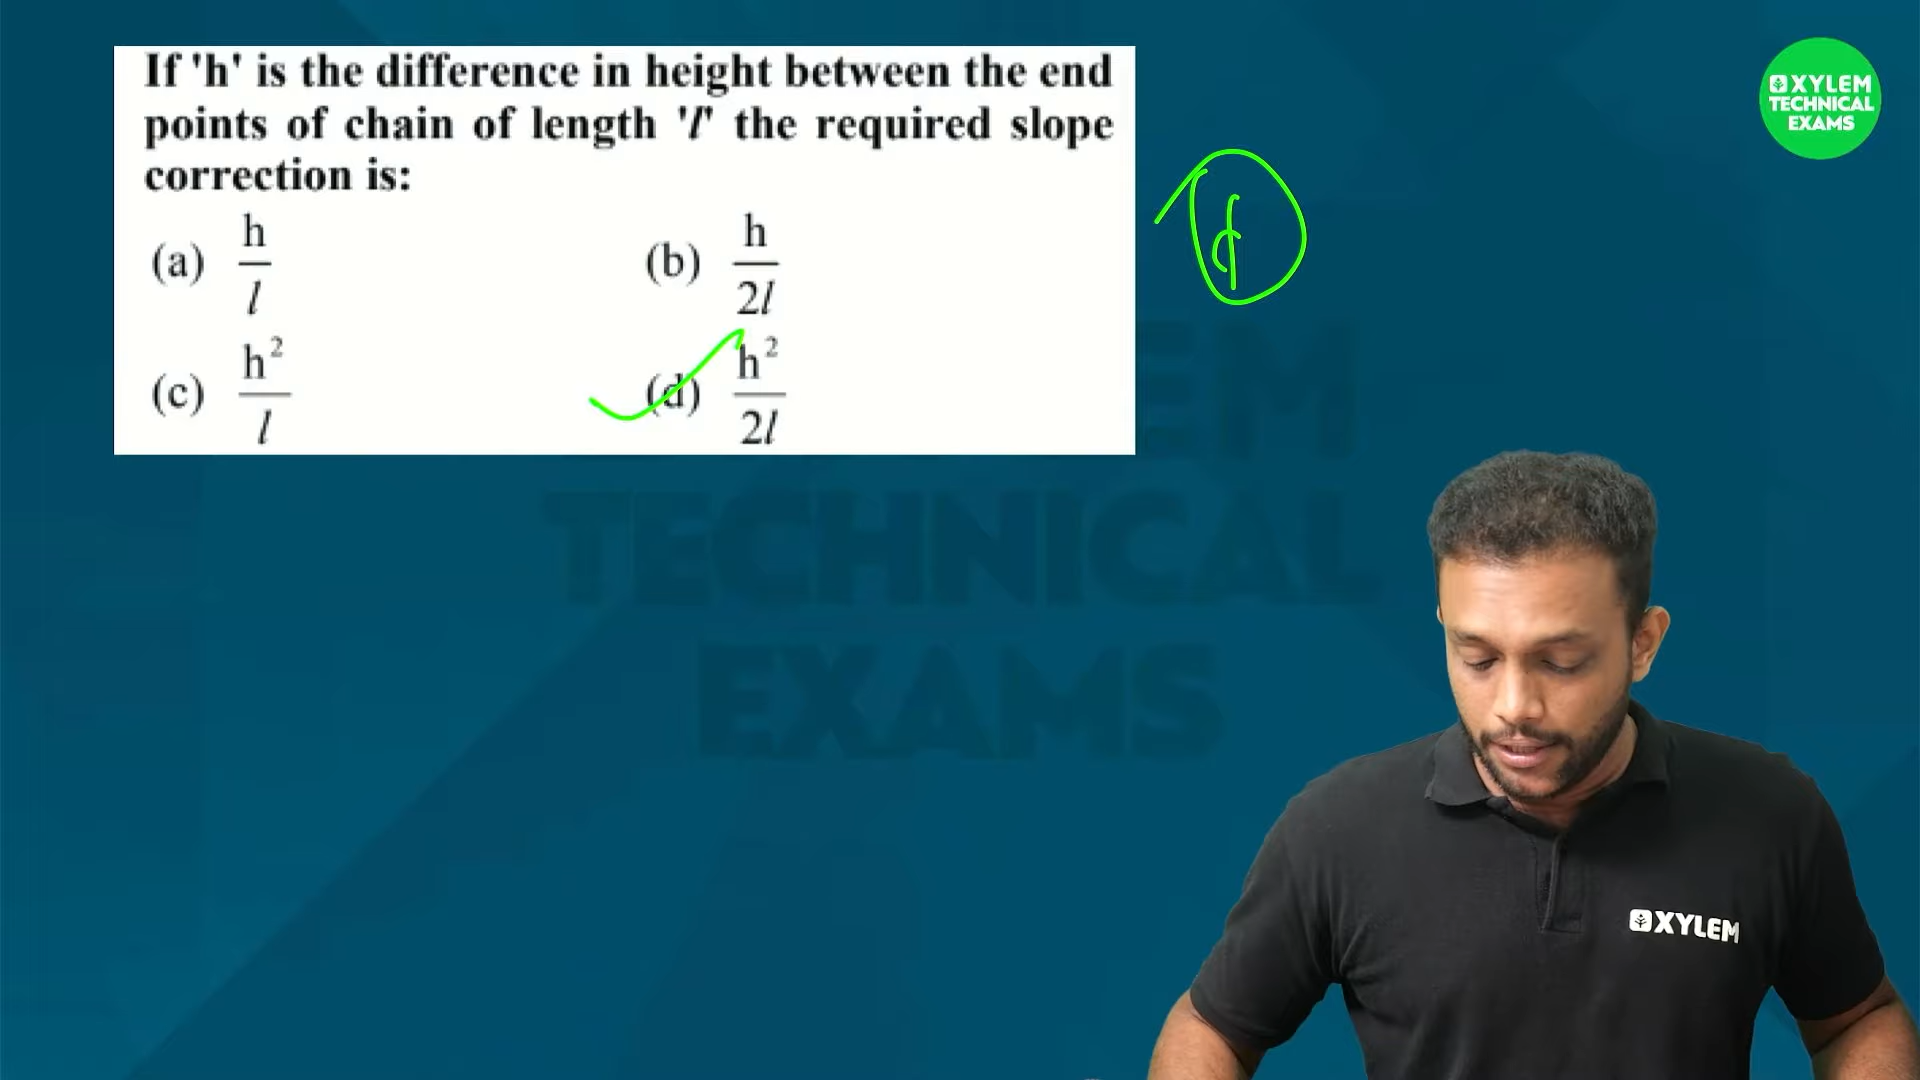 If 'h' is the difference in height between the end
points of chain of length 'l' the required slope
correction is:
(a) h/l (b) h/2l
(c) h²/l (d) h²/2l
d
XYLEM
TECHNICAL
EXAMS
EM
TECHNICAL
EXAMS
XYLEM